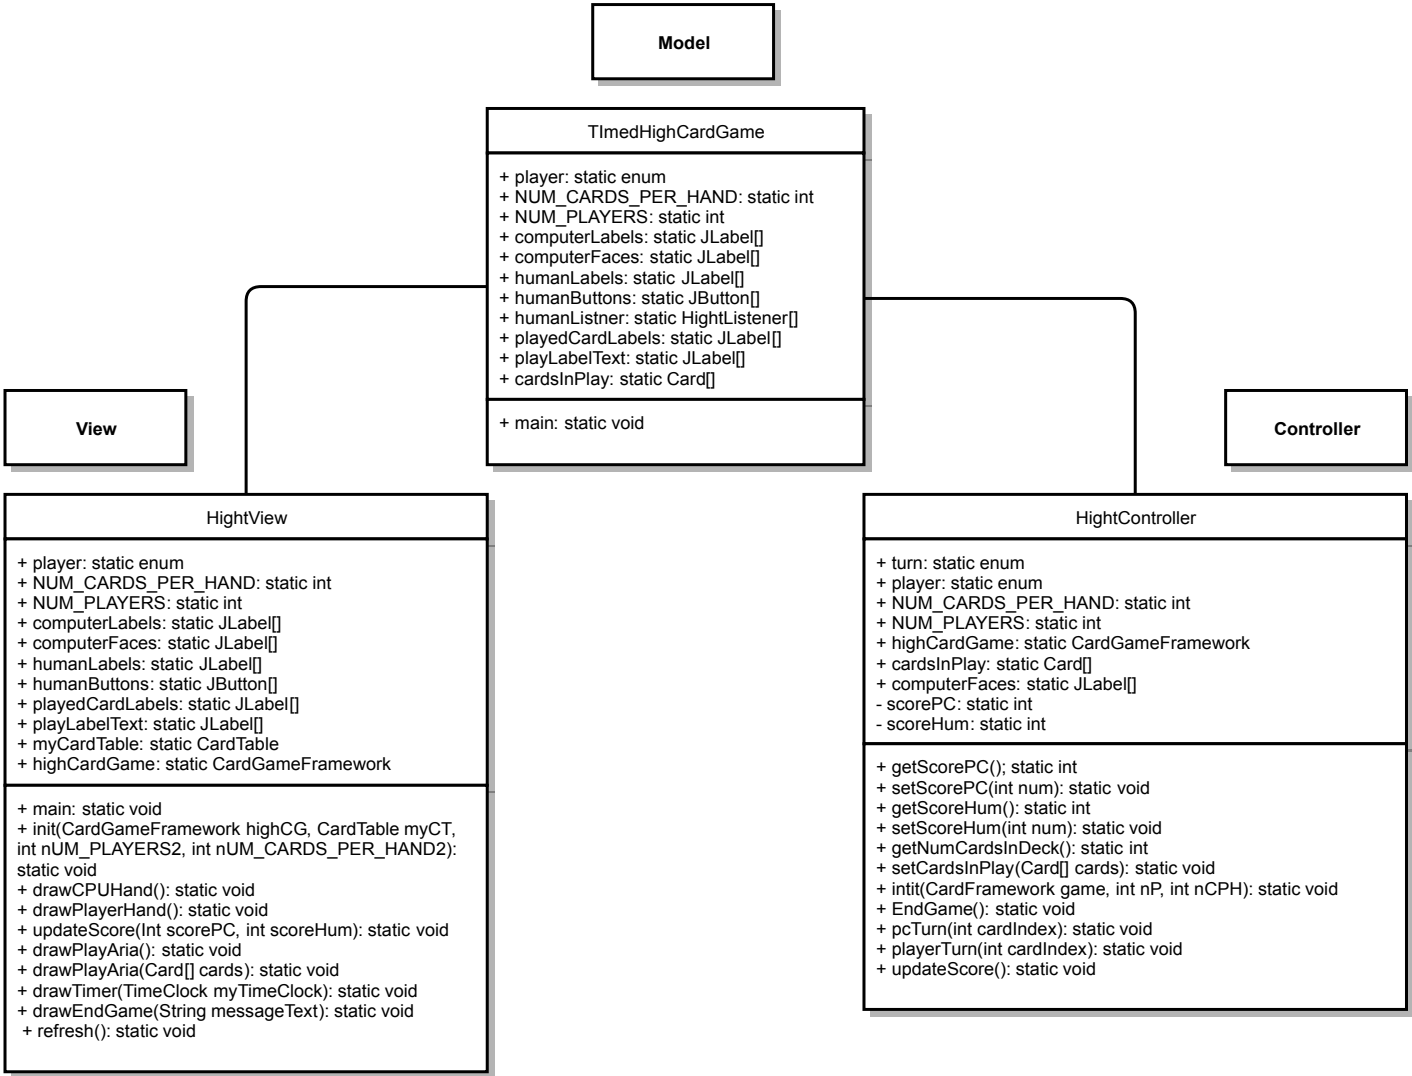 Model
TImedHighCardGame
+ player: static enum
+ NUM_CARDS_PER_HAND: static int
+ NUM_PLAYERS: static int
+ computerLabels: static JLabel[]
+ computerFaces: static JLabel[]
+ humanLabels: static JLabel[]
+ humanButtons: static JButton[]
+ humanListner: static HightListener[]
+ playedCardLabels: static JLabel[]
+ playLabelText: static JLabel[]
+ cardsInPlay: static Card[]
+ main: static void
View
HightView
+ player: static enum
+ NUM_CARDS_PER_HAND: static int
+ NUM_PLAYERS: static int
+ computerLabels: static JLabel[]
+ computerFaces: static JLabel[]
+ humanLabels: static JLabel[]
+ humanButtons: static JButton[]
+ playedCardLabels: static JLabel[]
+ playLabelText: static JLabel[]
+ myCardTable: static CardTable
+ highCardGame: static CardGameFramework
+ main: static void
+ init(CardGameFramework highCG, CardTable myCT,
int nUM_PLAYERS2, int nUM_CARDS_PER_HAND2):
static void
+ drawCPUHand(): static void
+ drawPlayerHand(): static void
+ updateScore(Int scorePC, int scoreHum): static void
+ drawPlayAria(): static void
+ drawPlayAria(Card[] cards): static void
+ drawTimer(TimeClock myTimeClock): static void
+ drawEndGame(String messageText): static void
+ refresh(): static void
Controller
HightController
+ turn: static enum
+ player: static enum
+ NUM_CARDS_PER_HAND: static int
+ NUM_PLAYERS: static int
+ highCardGame: static CardGameFramework
+ cardsInPlay: static Card[]
+ computerFaces: static JLabel[]
- scorePC: static int
- scoreHum: static int
+ getScorePC(); static int
+ setScorePC(int num): static void
+ getScoreHum(): static int
+ setScoreHum(int num): static void
+ getNumCardsInDeck(): static int
+ setCardsInPlay(Card[] cards): static void
+ intit(CardFramework game, int nP, int nCPH): static void
+ EndGame(): static void
+ pcTurn(int cardIndex): static void
+ playerTurn(int cardIndex): static void
+ updateScore(): static void